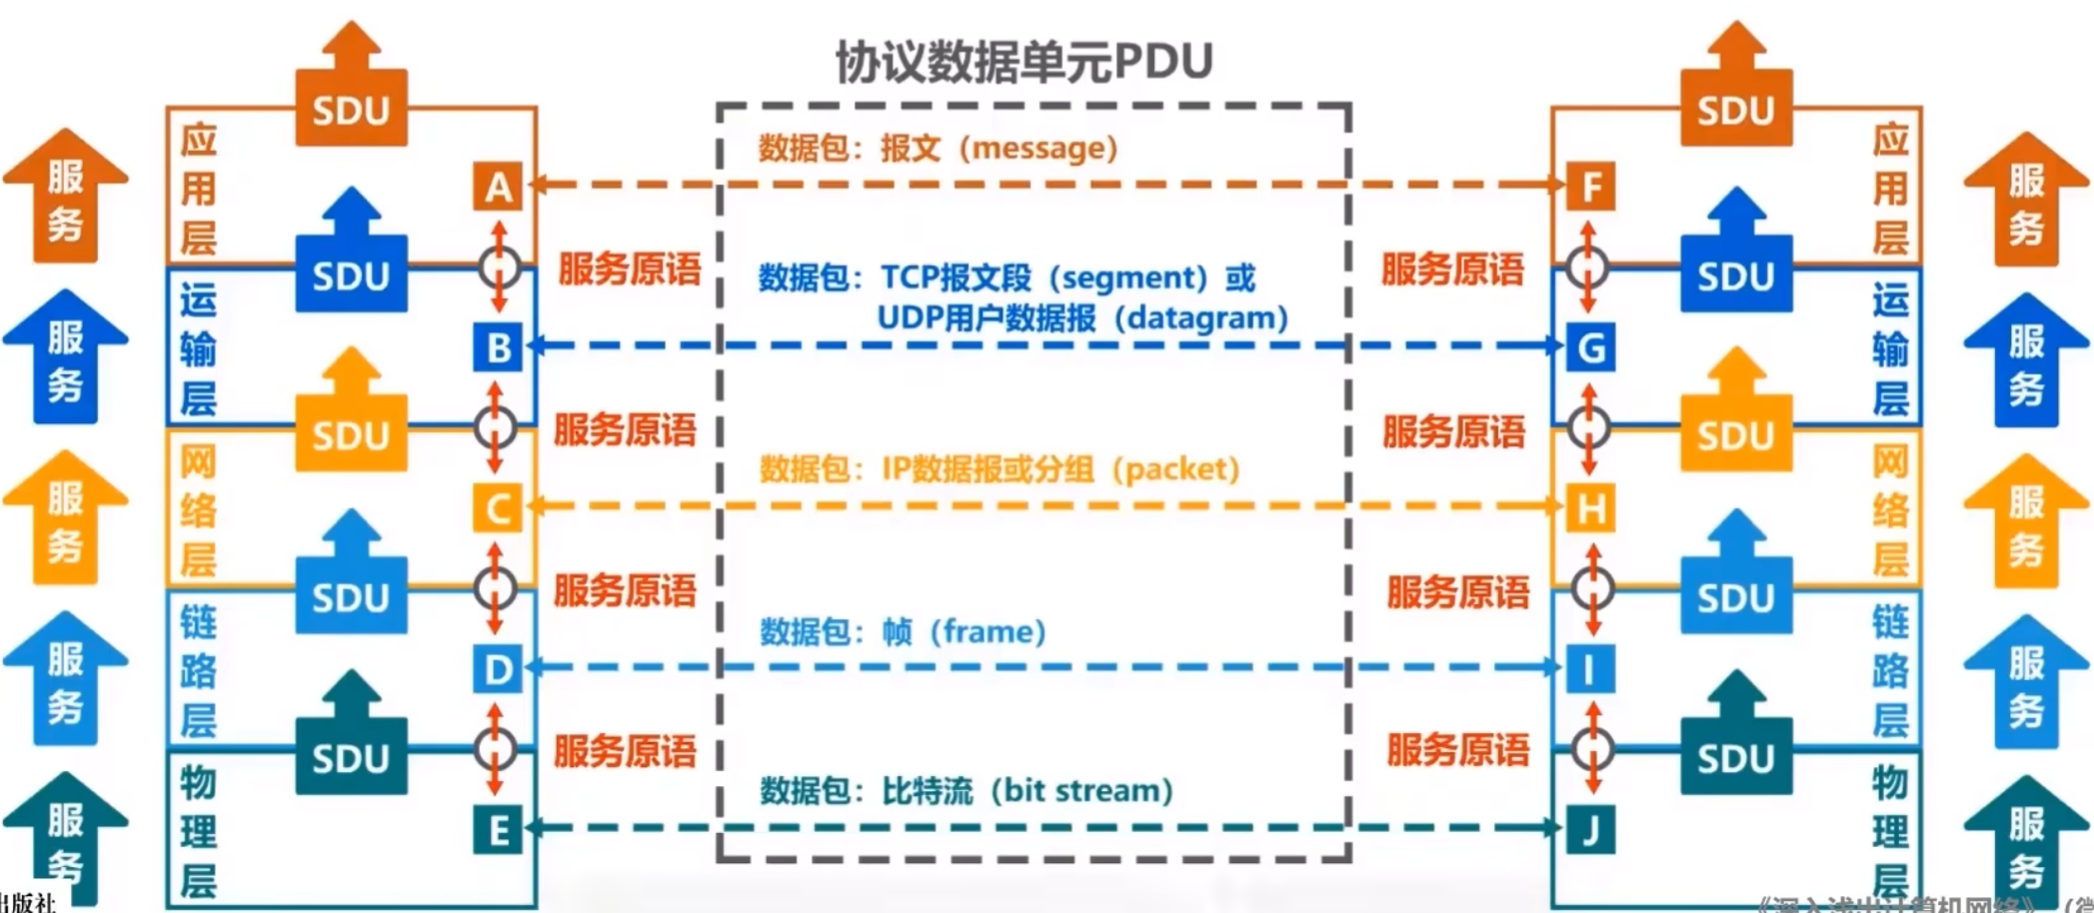 协议数据单元PDU
SDU
SDU
应用层
数据包：报文（message）
应用层
服务
A
F
服务
SDU
服务原语
数据包：TCP报文段（segment）或
UDP用户数据报（datagram）
服务原语
SDU
运输层
运输层
服务
B
G
服务
SDU
服务原语
服务原语
SDU
网络层
数据包：IP数据报或分组（packet）
网络层
服务
C
H
服务
SDU
服务原语
服务原语
SDU
链路层
数据包：帧（frame）
链路层
服务
D
I
服务
SDU
服务原语
服务原语
SDU
物理层
数据包：比特流（bit stream）
物理层
服务
E
J
服务
出版社
《深入浅出计算机网络》（微